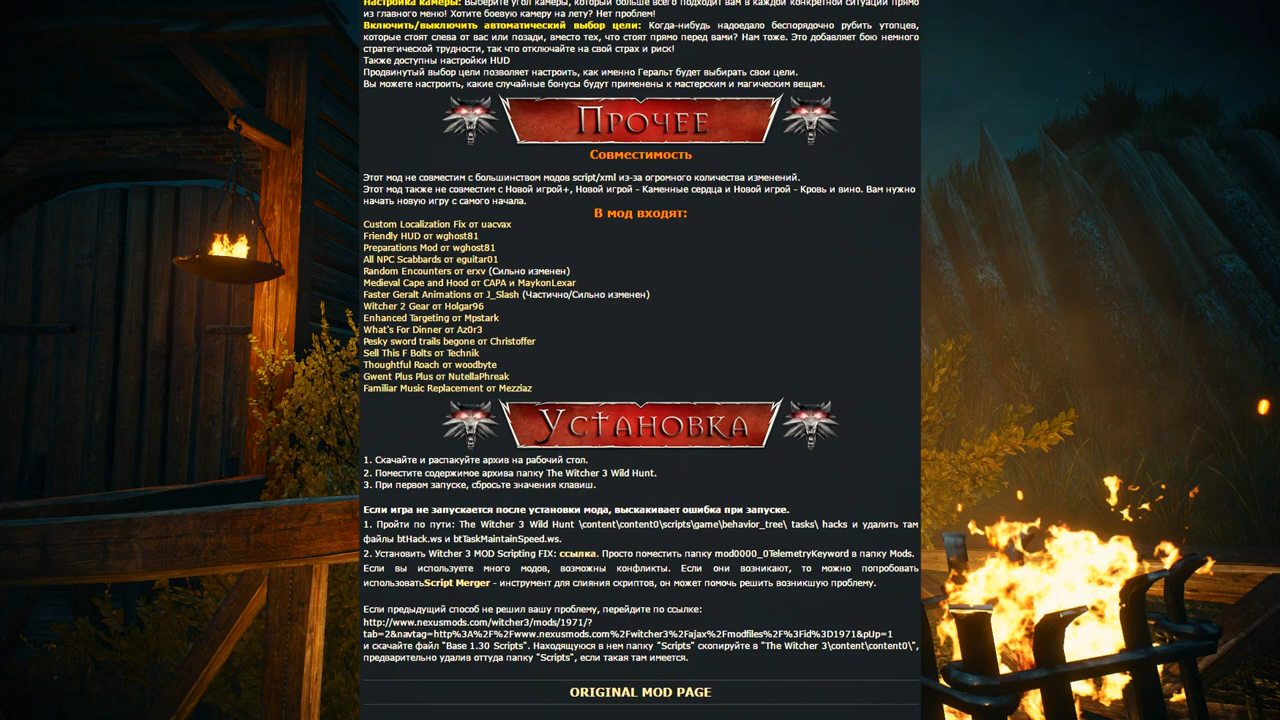 Настройка камеры: Выберите угол камеры, который больше всего подходит вам в каждой конкретной ситуации прямо
из главного меню! Хотите боевую камеру на лету? Нет проблем!
Включить/выключить автоматический выбор цели: Когда-нибудь надоедало беспорядочно рубить утопцев,
которые стоят слева от вас или позади, вместо тех, что стоят прямо перед вами? Нам тоже. Это добавляет бою немного
стратегической трудности, так что отключайте на свой страх и риск!
Также доступны настройки HUD
Продвинутый выбор цели позволяет настроить, как именно Геральт будет выбирать свои цели.
Вы можете настроить, какие случайные бонусы будут применены к мастерским и магическим вещам.
Прочее
Совместимость
Этот мод не совместим с большинством модов script/xml из-за огромного количества изменений.
Этот мод также не совместим с Новой игрой+, Новой игрой - Каменные сердца и Новой игрой - Кровь и вино. Вам нужно
начать новую игру с самого начала.
В мод входят:
Custom Localization Fix от uacvax
Friendly HUD от wghost81
Preparations Mod от wghost81
All NPC Scabbards от eguitar01
Random Encounters от erxv (Сильно изменен)
Medieval Cape and Hood от CAPA и MaykonLexar
Faster Geralt Animations от J_Slash (Частично/Сильно изменен)
Witcher 2 Gear от Holgar96
Enhanced Targeting от Mpstark
What's For Dinner от Az0r3
Pesky sword trails begone от Christoffer
Sell This F Bolts от Technik
Thoughtful Roach от woodbyte
Gwent Plus Plus от NutellaPhreak
Familiar Music Replacement от Mezziaz
Установка
1. Скачайте и распакуйте архив на рабочий стол.
2. Поместите содержимое архива папку The Witcher 3 Wild Hunt.
3. При первом запуске, сбросьте значения клавиш.
Если игра не запускается после установки мода, выскакивает ошибка при запуске.
1. Пройти по пути: The Witcher 3 Wild Hunt \content\content0\scripts\game\behavior_tree\ tasks\ hacks и удалить там
файлы btHack.ws и btTaskMaintainSpeed.ws.
2. Установить Witcher 3 MOD Scripting FIX: ссылка. Просто поместить папку mod0000_0TelemetryKeyword в папку Mods.
Если вы используете много модов, возможны конфликты. Если они возникают, то можно попробовать
использоватьScript Merger - инструмент для слияния скриптов, он может помочь решить возникшую проблему.
Если предыдущий способ не решил вашу проблему, перейдите по ссылке:
http://www.nexusmods.com/witcher3/mods/1971/?
tab=2&navtag=http%3A%2F%2Fwww.nexusmods.com%2Fwitcher3%2Fajax%2Fmodfiles%2F%3Fid%3D1971&pUp=1
и скачайте файл "Base 1.30 Scripts". Находящуюся в нем папку "Scripts" скопируйте в "The Witcher 3\content\content0\",
предварительно удалив оттуда папку "Scripts", если такая там имеется.
ORIGINAL MOD PAGE